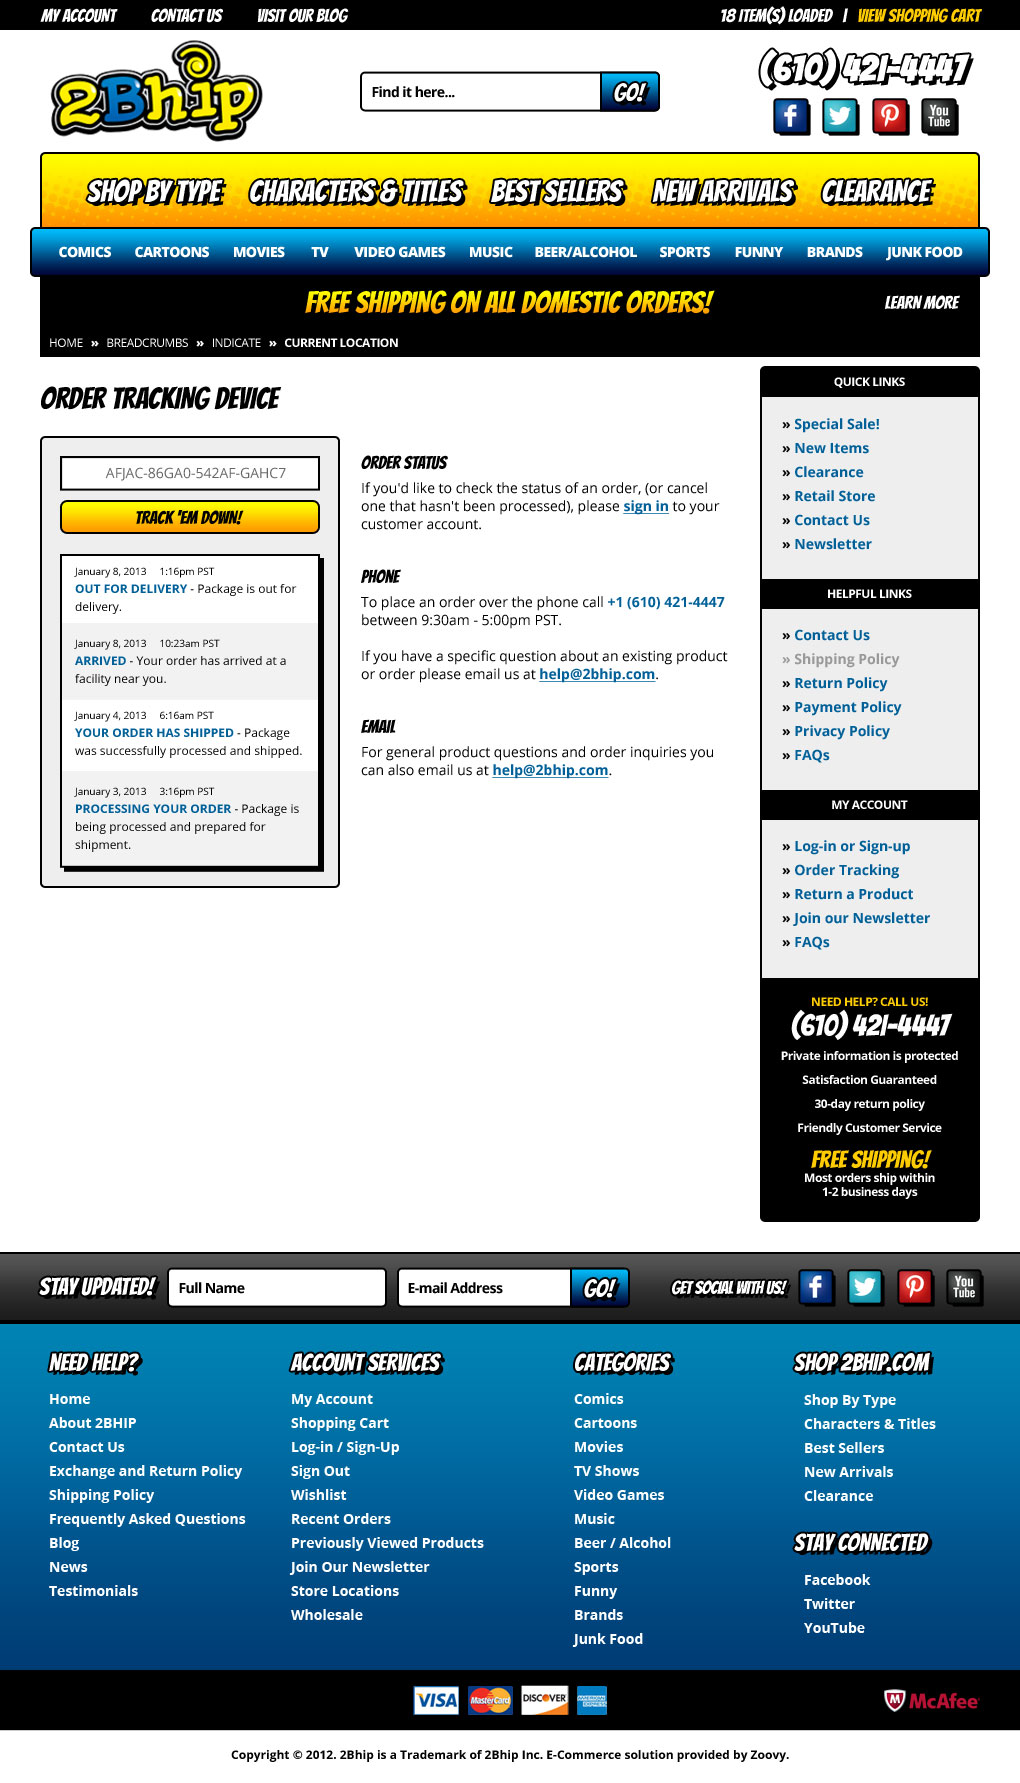 MY ACCOUNT CONTACT US VISIT OUR BLOG 18 ITEM(S) LOADED | VIEW SHOPPING CART
2Bhip
Find it here... GO!
(610) 421-4447
You
Tube
SHOP BY TYPE CHARACTERS & TITLES BEST SELLERS NEW ARRIVALS CLEARANCE
COMICS CARTOONS MOVIES TV VIDEO GAMES MUSIC BEER/ALCOHOL SPORTS FUNNY BRANDS JUNK FOOD
FREE SHIPPING ON ALL DOMESTIC ORDERS! LEARN MORE
HOME » BREADCRUMBS » INDICATE » CURRENT LOCATION
ORDER TRACKING DEVICE
AFJAC-86GA0-542AF-GAHC7
TRACK 'EM DOWN!
January 8, 2013 1:16pm PST
OUT FOR DELIVERY - Package is out for
delivery.
January 8, 2013 10:23am PST
ARRIVED - Your order has arrived at a
facility near you.
January 4, 2013 6:16am PST
YOUR ORDER HAS SHIPPED - Package
was successfully processed and shipped.
January 3, 2013 3:16pm PST
PROCESSING YOUR ORDER - Package is
being processed and prepared for
shipment.
ORDER STATUS
If you'd like to check the status of an order, (or cancel
one that hasn't been processed), please sign in to your
customer account.
PHONE
To place an order over the phone call +1 (610) 421-4447
between 9:30am - 5:00pm PST.
If you have a specific question about an existing product
or order please email us at help@2bhip.com.
EMAIL
For general product questions and order inquiries you
can also email us at help@2bhip.com.
QUICK LINKS
» Special Sale!
» New Items
» Clearance
» Retail Store
» Contact Us
» Newsletter
HELPFUL LINKS
» Contact Us
» Shipping Policy
» Return Policy
» Payment Policy
» Privacy Policy
» FAQs
MY ACCOUNT
» Log-in or Sign-up
» Order Tracking
» Return a Product
» Join our Newsletter
» FAQs
NEED HELP? CALL US!
(610) 421-4447
Private information is protected
Satisfaction Guaranteed
30-day return policy
Friendly Customer Service
FREE SHIPPING!
Most orders ship within
1-2 business days
STAY UPDATED! Full Name E-mail Address GO! GET SOCIAL WITH US!
You
Tube
NEED HELP?
Home
About 2BHIP
Contact Us
Exchange and Return Policy
Shipping Policy
Frequently Asked Questions
Blog
News
Testimonials
ACCOUNT SERVICES
My Account
Shopping Cart
Log-in / Sign-Up
Sign Out
Wishlist
Recent Orders
Previously Viewed Products
Join Our Newsletter
Store Locations
Wholesale
CATEGORIES
Comics
Cartoons
Movies
TV Shows
Video Games
Music
Beer / Alcohol
Sports
Funny
Brands
Junk Food
SHOP 2BHIP.COM
Shop By Type
Characters & Titles
Best Sellers
New Arrivals
Clearance
STAY CONNECTED
Facebook
Twitter
YouTube
VISA MasterCard DISCOVER AMERICAN
EXPRESS
McAfee
Copyright © 2012. 2Bhip is a Trademark of 2Bhip Inc. E-Commerce solution provided by Zoovy.